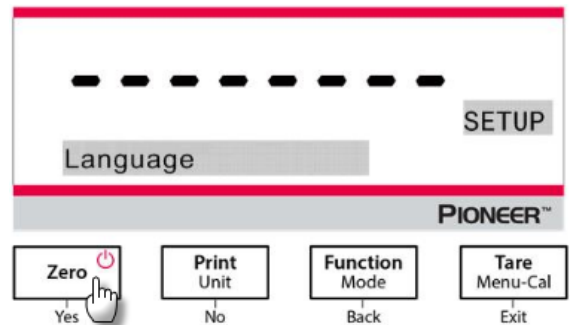 SETUP
Language
PIONEER™
Zero Print Function Tare
Unit Mode Menu-Cal
Yes No Back Exit